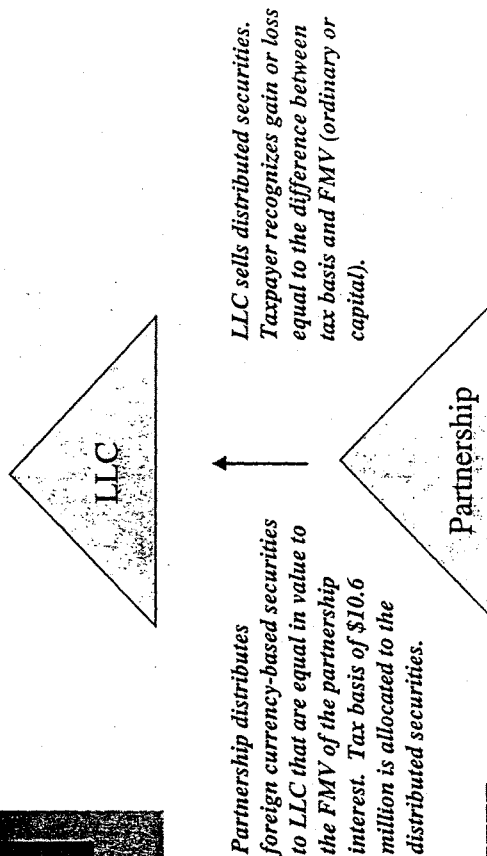 LLC
LLC sells distributed securities.
Taxpayer recognizes gain or loss
equal to the difference between
tax basis and FMV (ordinary or
capital).
Partnership distributes
foreign currency-based securities
to LLC that are equal in value to
the FMV of the partnership
interest. Tax basis of $10.6
million is allocated to the
distributed securities.
Partnership